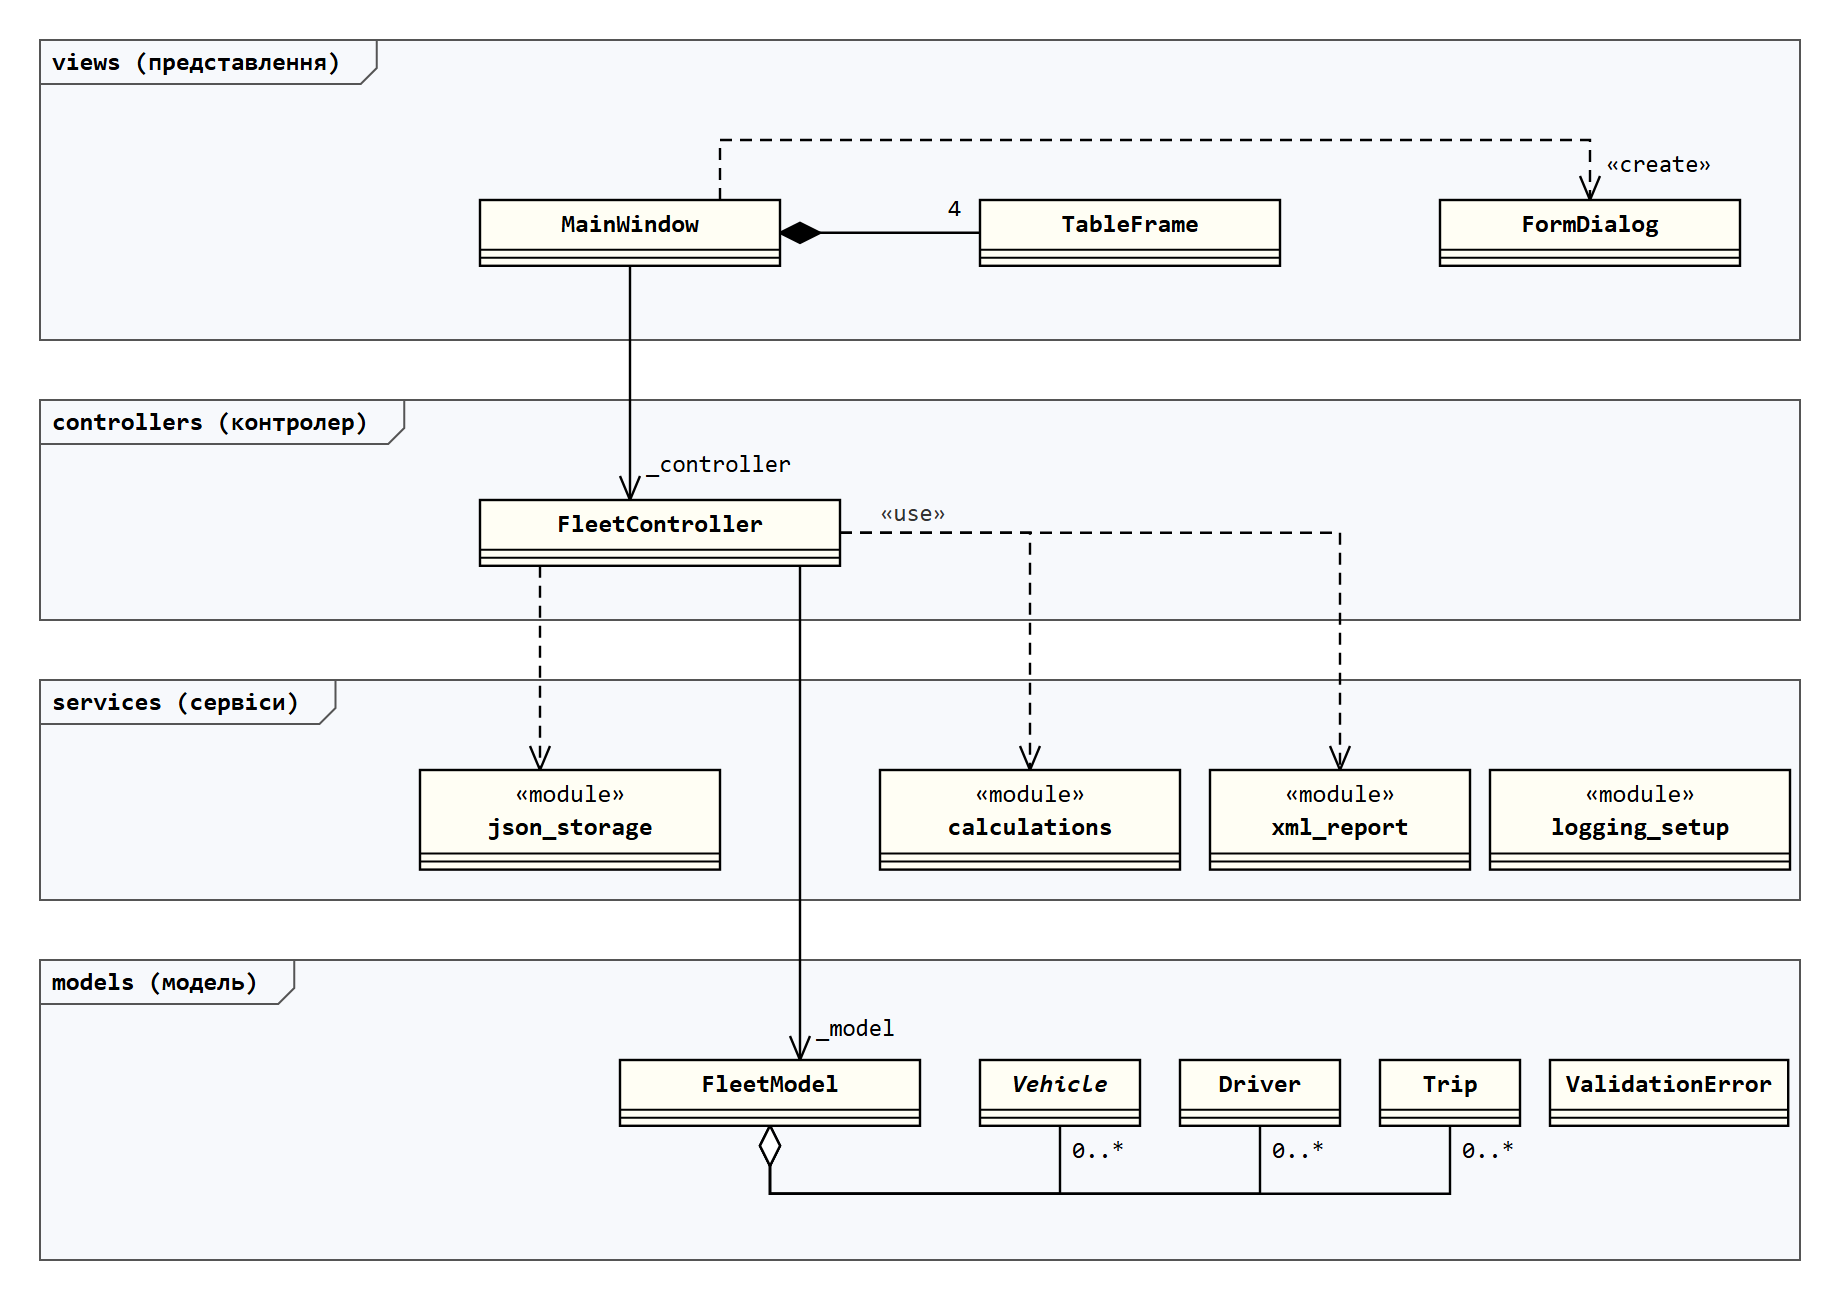 views (представлення)
«create»
4
MainWindow
TableFrame
FormDialog
controllers (контролер)
_controller
«use»
FleetController
services (сервіси)
«module»
json_storage
«module»
calculations
«module»
xml_report
«module»
logging_setup
models (модель)
_model
FleetModel
Vehicle
Driver
Trip
ValidationError
0..*
0..*
0..*